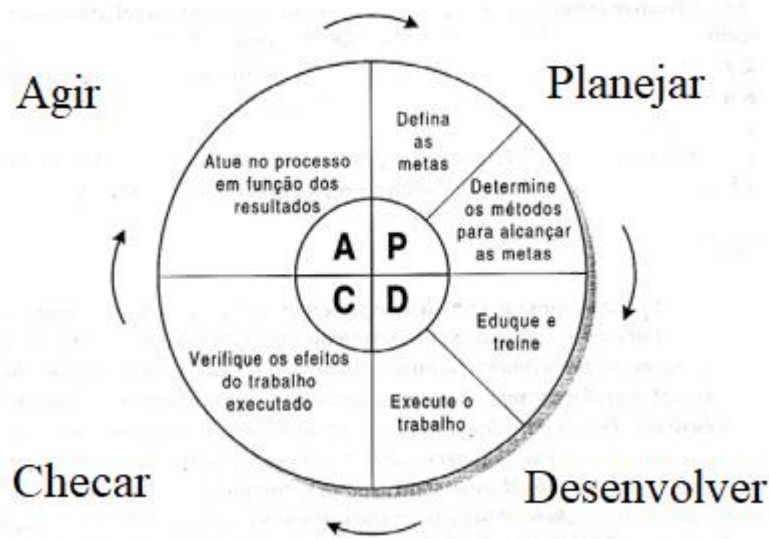 Agir
Planejar
Defina
as
metas
Atue no processo
em função dos
resultados
Determine
os métodos
para alcançar
as metas
A P
C D
Eduque e
treine
Verifique os efeitos
do trabalho
executado
Execute o
trabalho
Checar
Desenvolver